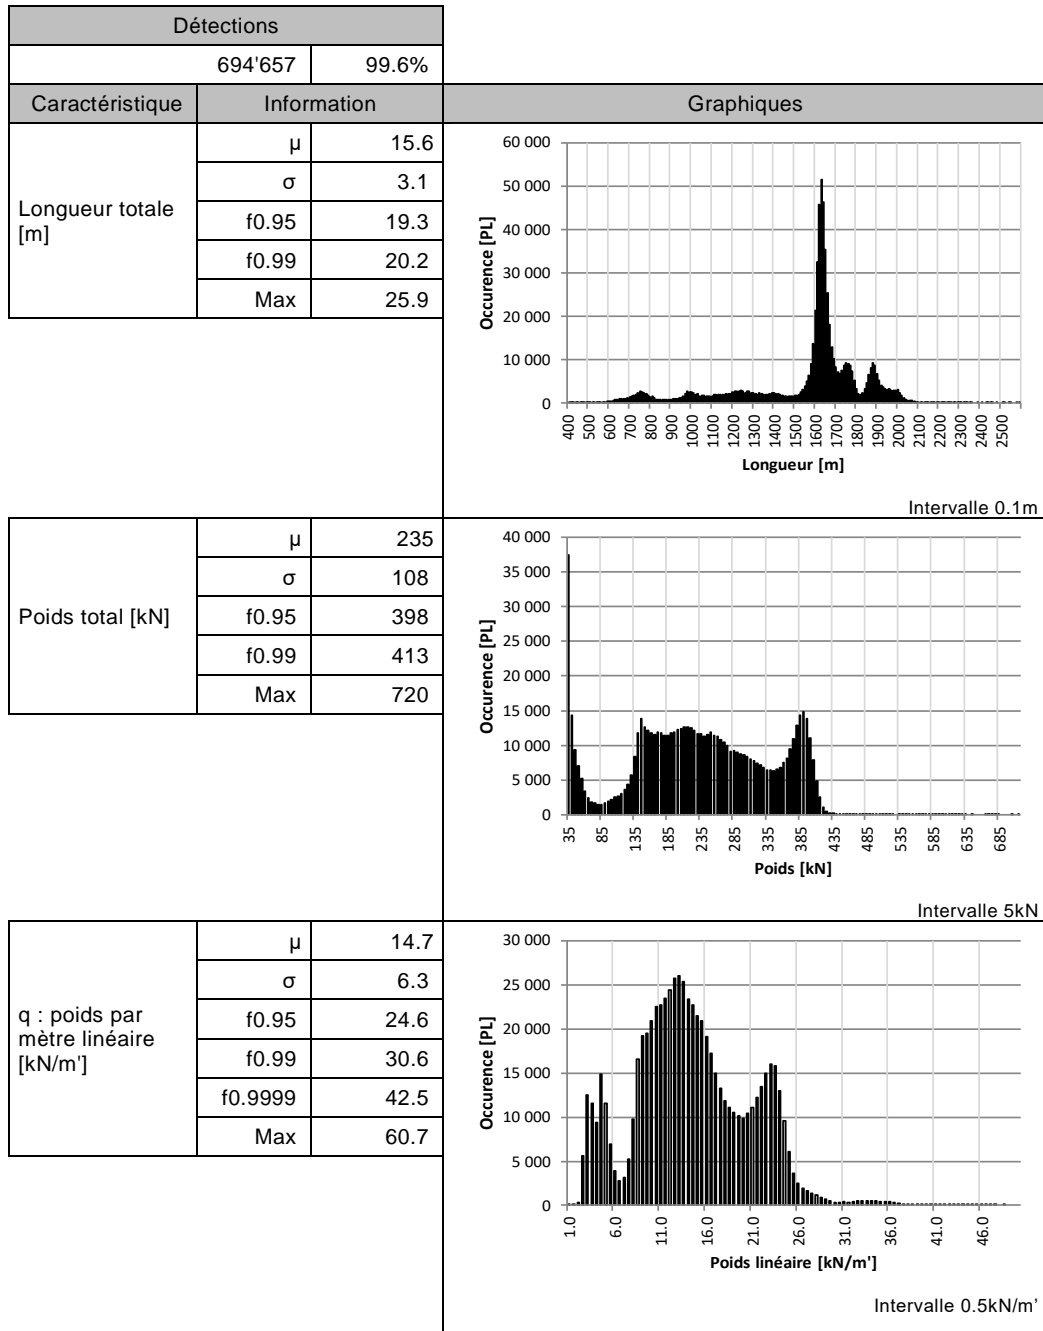 Détections
694'657 99.6%
Caractéristique Information Graphiques
Longueur totale
[m]
μ 15.6
σ 3.1
f0.95 19.3
f0.99 20.2
Max 25.9
60 000
50 000
40 000
30 000
20 000
10 000
0
Occurence [PL]
400 500 600 700 800 900 1000 1100 1200 1300 1400 1500 1600 1700 1800 1900 2000 2100 2200 2300 2400 2500
Longueur [m]
Intervalle 0.1m
Poids total [kN]
μ 235
σ 108
f0.95 398
f0.99 413
Max 720
40 000
35 000
30 000
25 000
20 000
15 000
10 000
5 000
0
Occurence [PL]
35 85 135 185 235 285 335 385 435 485 535 585 635 685
Poids [kN]
Intervalle 5kN
q : poids par
mètre linéaire
[kN/m']
μ 14.7
σ 6.3
f0.95 24.6
f0.99 30.6
f0.9999 42.5
Max 60.7
30 000
25 000
20 000
15 000
10 000
5 000
0
Occurence [PL]
1.0 6.0 11.0 16.0 21.0 26.0 31.0 36.0 41.0 46.0
Poids linéaire [kN/m']
Intervalle 0.5kN/m’